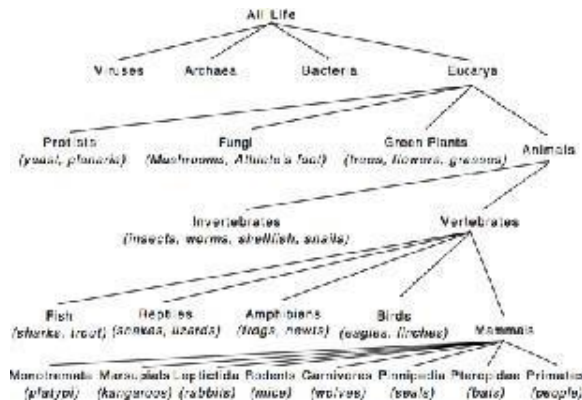 All Life
Viruses Archaea Bacteria Eucarya
Protists Fungi Green Plants Animals
(yeast, planaria) (Mushrooms, Athlete's foot) (trees, flowers, grasses)
Invertebrates Vertebrates
(insects, worms, shellfish, snails)
Fish Reptiles Amphibians Birds Mammals
(sharks, trout) (snakes, lizards) (frogs, newts) (eagles, finches)
Monotremata Marsupials Leptictida Rodents Carnivores Pinnipedia Pteropidae Primates
(platypi) (kangaroos) (rabbits) (mice) (wolves) (seals) (bats) (people)